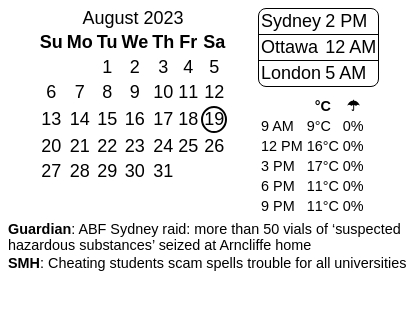 August 2023
Su Mo Tu We Th Fr Sa
1 2 3 4 5
6 7 8 9 10 11 12
13 14 15 16 17 18 19
20 21 22 23 24 25 26
27 28 29 30 31
Sydney 2 PM
Ottawa 12 AM
London 5 AM
°C ☂
9 AM 9°C 0%
12 PM 16°C 0%
3 PM 17°C 0%
6 PM 11°C 0%
9 PM 11°C 0%
Guardian: ABF Sydney raid: more than 50 vials of ‘suspected
hazardous substances’ seized at Arncliffe home
SMH: Cheating students scam spells trouble for all universities